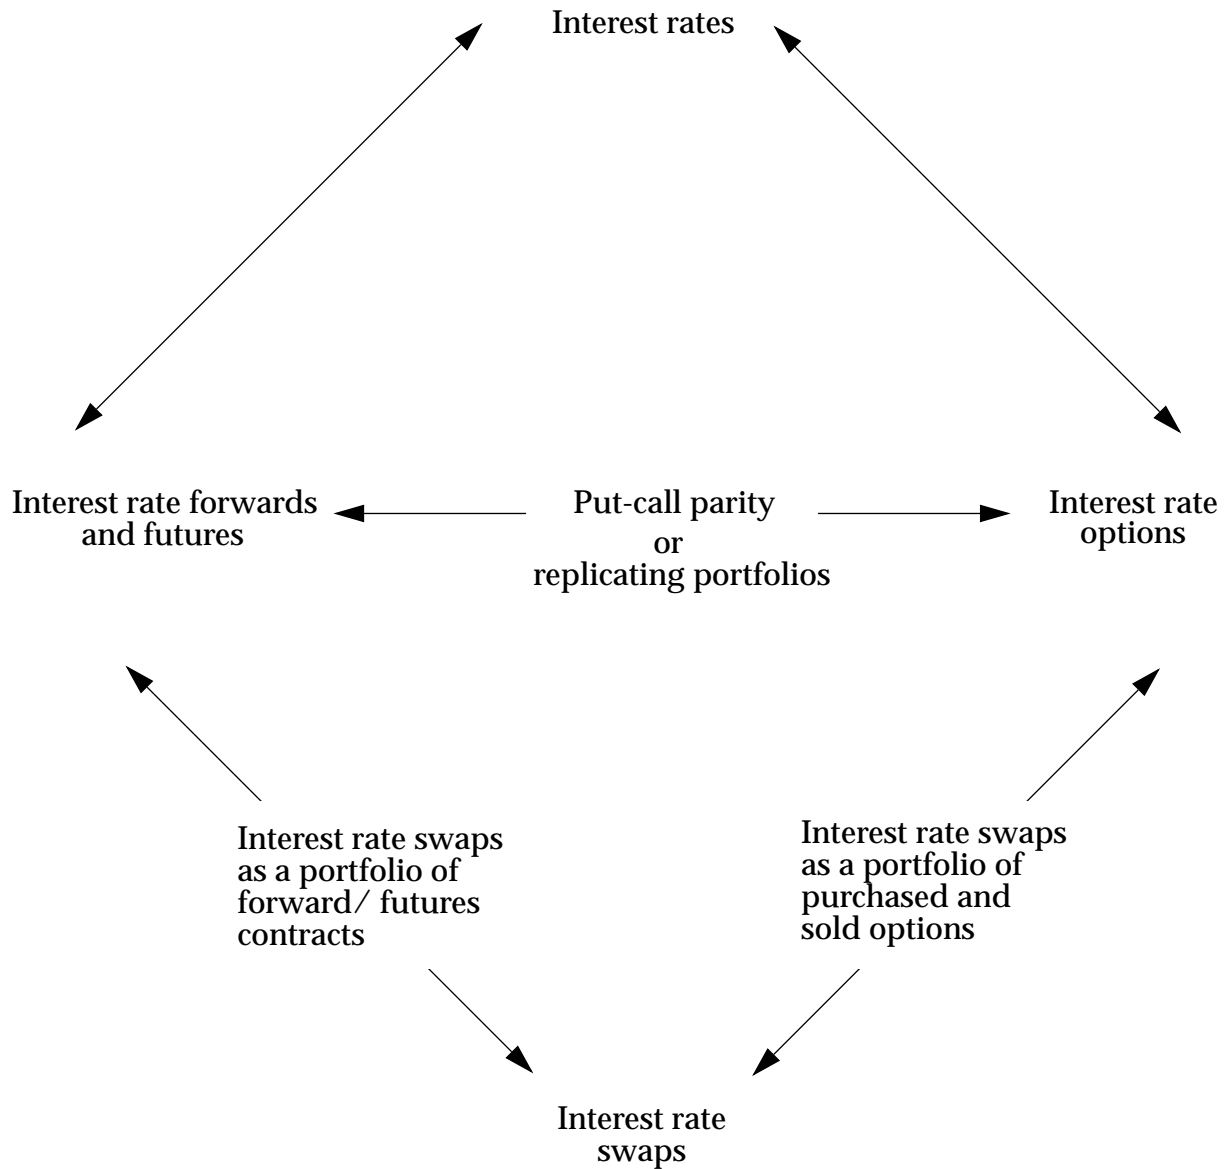 Interest rates
Interest rate forwards
and futures
Put-call parity
or
replicating portfolios
Interest rate
options
Interest rate swaps
as a portfolio of
forward/ futures
contracts
Interest rate swaps
as a portfolio of
purchased and
sold options
Interest rate
swaps